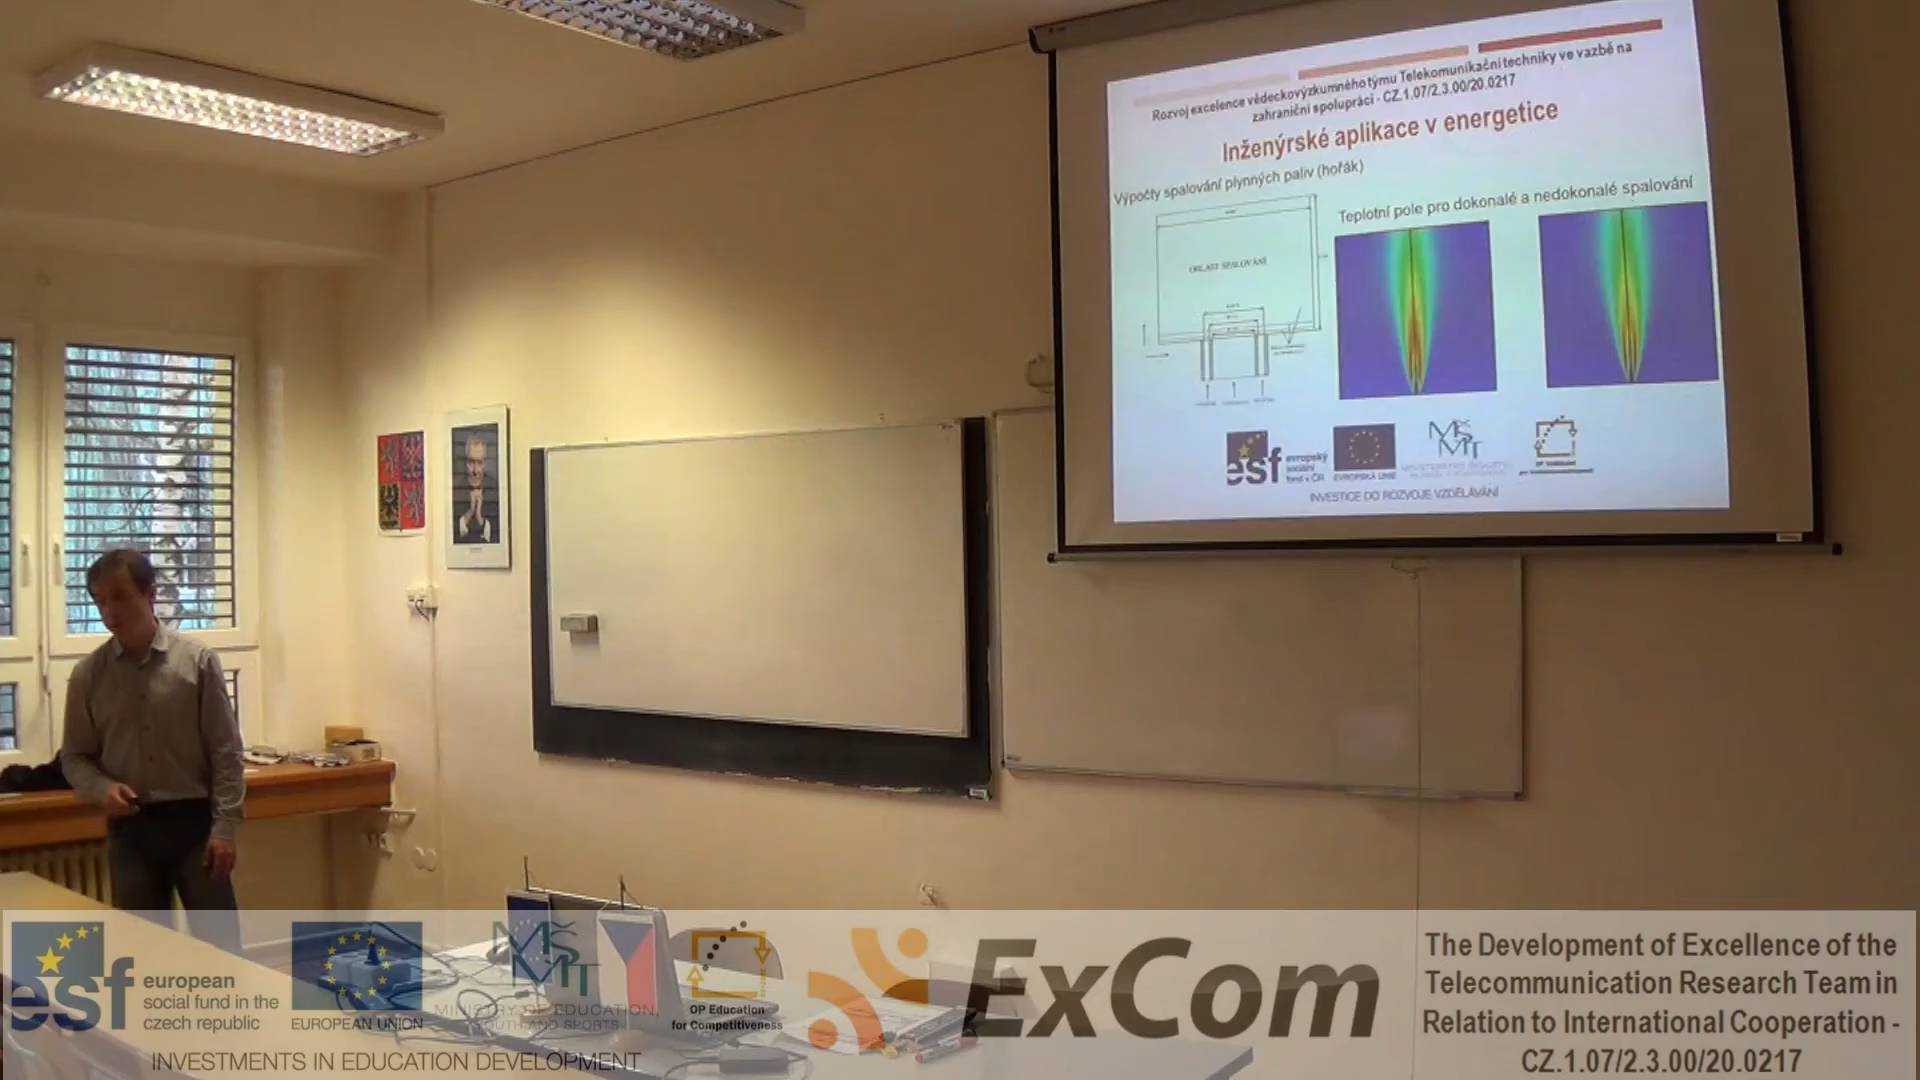 Rozvoj excelence vědeckovýzkumného týmu Telekomunikační techniky ve vazbě na
zahraniční spolupráci - CZ.1.07/2.3.00/20.0217
Inženýrské aplikace v energetice
Výpočty spalování plynných paliv (hořák)
Teplotní pole pro dokonalé a nedokonalé spalování
OBLAST SPALOVÁNÍ
esf
evropský
sociální
fond v ČR
EVROPSKÁ UNIE
MŠMT
INVESTICE DO ROZVOJE VZDĚLÁVÁNÍ
esf
european
social fund in the
czech republic
EUROPEAN UNION
MŠMT
MINISTRY OF EDUCATION,
YOUTH AND SPORTS
OP Education
for Competitiveness
INVESTMENTS IN EDUCATION DEVELOPMENT
ExCom
The Development of Excellence of the
Telecommunication Research Team in
Relation to International Cooperation -
CZ.1.07/2.3.00/20.0217